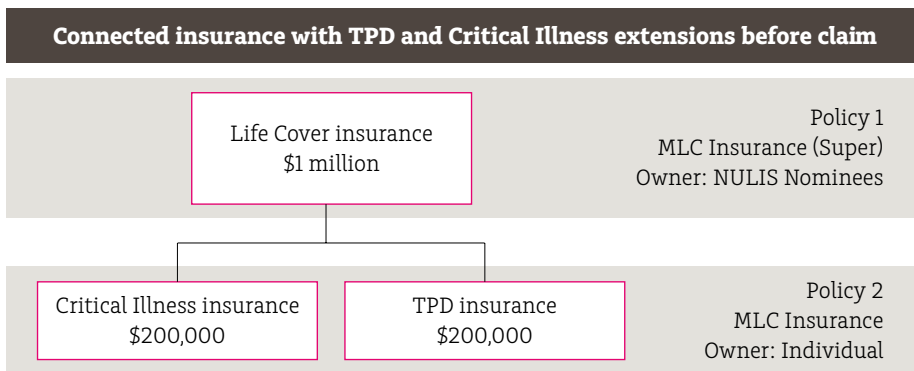 Connected insurance with TPD and Critical Illness extensions before claim
Life Cover insurance
$1 million
Policy 1
MLC Insurance (Super)
Owner: NULIS Nominees
Critical Illness insurance
$200,000
TPD insurance
$200,000
Policy 2
MLC Insurance
Owner: Individual